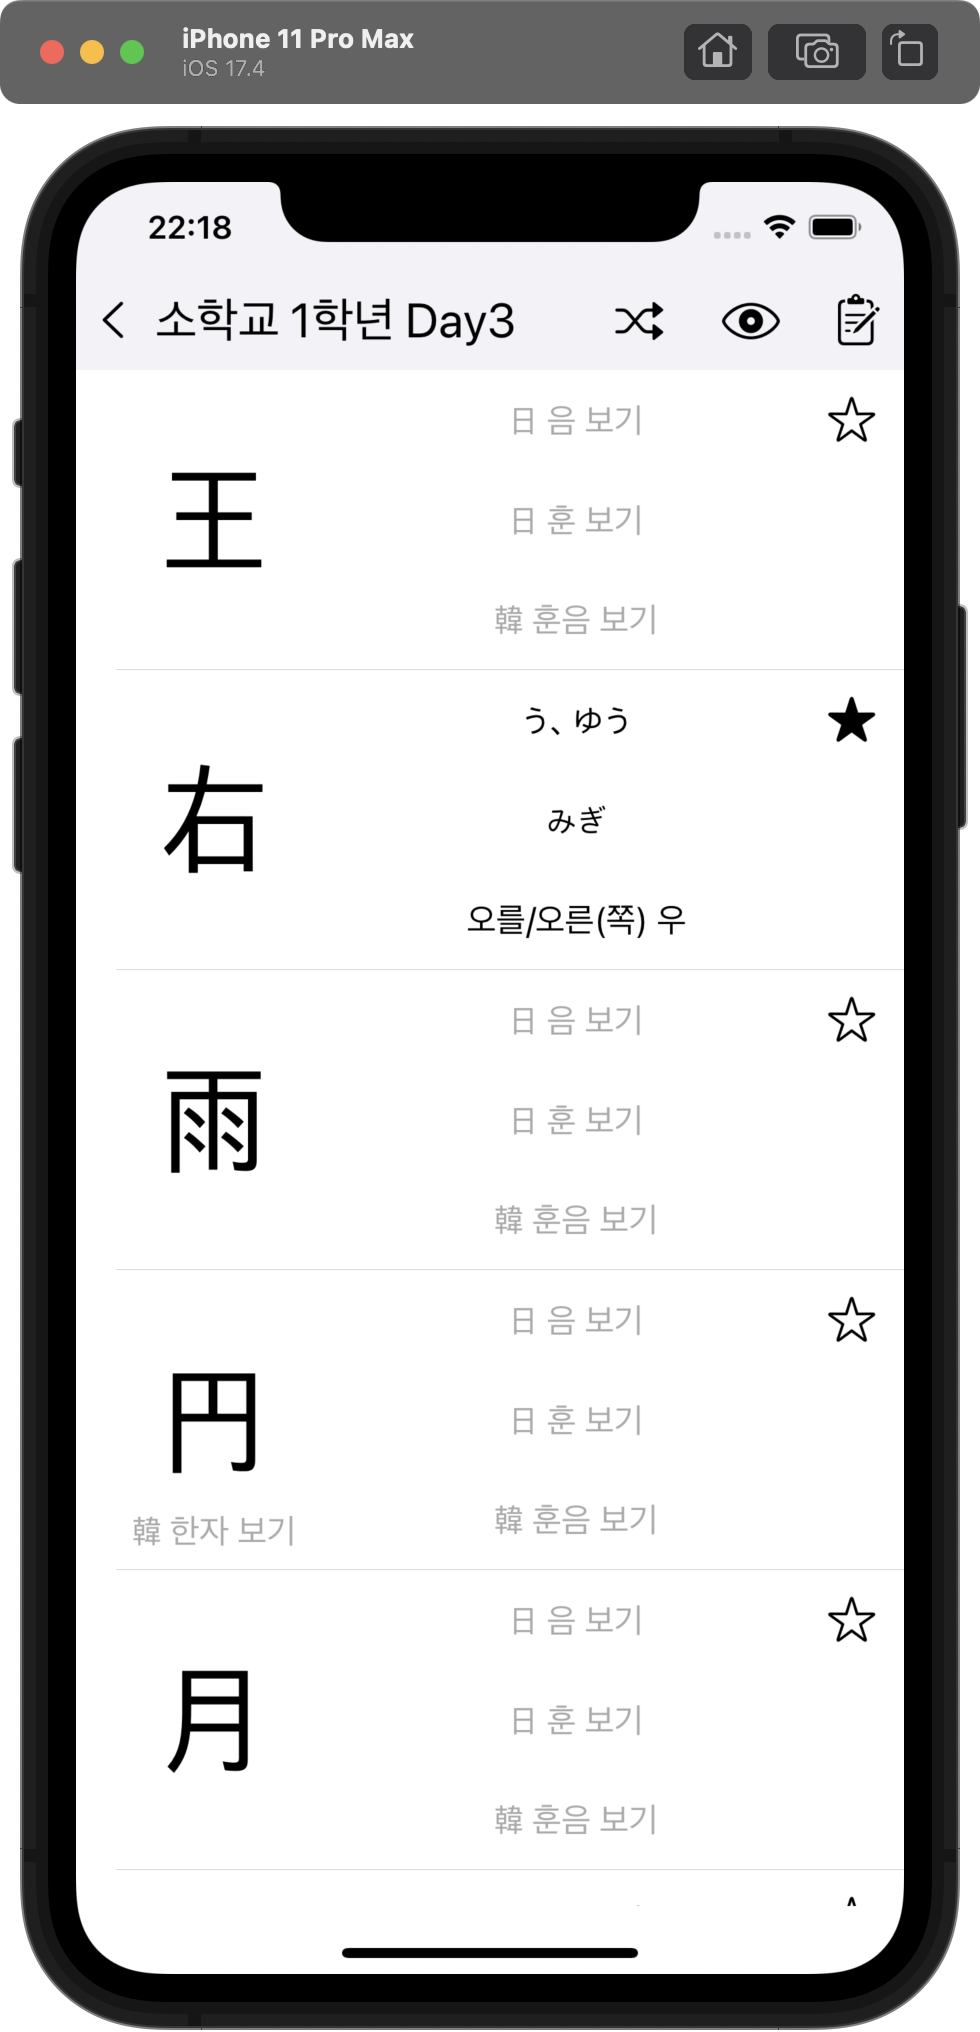 iPhone 11 Pro Max
iOS 17.4
22:18
소학교 1학년 Day3
日 음 보기
王
日 훈 보기
韓 훈음 보기
う、ゆう
右
みぎ
오를/오른(쪽) 우
日 음 보기
雨
日 훈 보기
韓 훈음 보기
日 음 보기
円
日 훈 보기
韓 훈음 보기
韓 한자 보기
日 음 보기
月
日 훈 보기
韓 훈음 보기